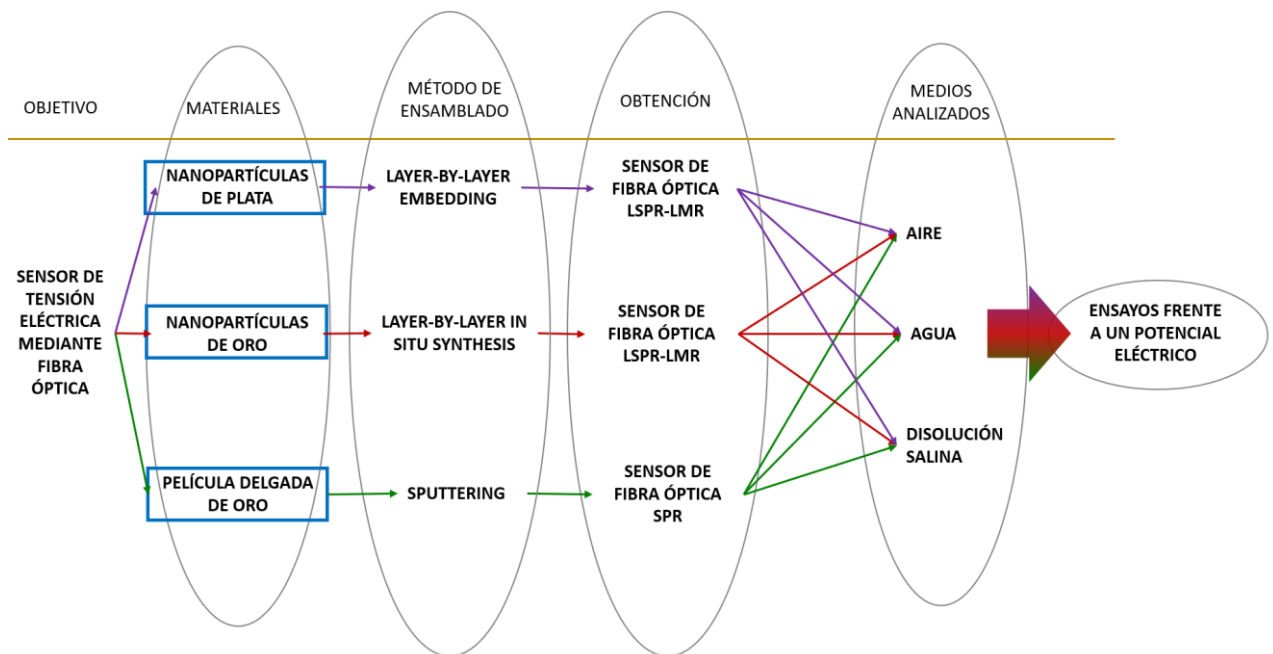 OBJETIVO
MATERIALES
MÉTODO DE
ENSAMBLADO
OBTENCIÓN
MEDIOS
ANALIZADOS
SENSOR DE
TENSIÓN
ELÉCTRICA
MEDIANTE
FIBRA
ÓPTICA
NANOPARTÍCULAS
DE PLATA
LAYER-BY-LAYER
EMBEDDING
SENSOR DE
FIBRA ÓPTICA
LSPR-LMR
NANOPARTÍCULAS
DE ORO
LAYER-BY-LAYER IN
SITU SYNTHESIS
SENSOR DE
FIBRA ÓPTICA
LSPR-LMR
PELÍCULA DELGADA
DE ORO
SPUTTERING
SENSOR DE
FIBRA ÓPTICA
SPR
AIRE
AGUA
DISOLUCIÓN
SALINA
ENSAYOS FRENTE
A UN POTENCIAL
ELÉCTRICO